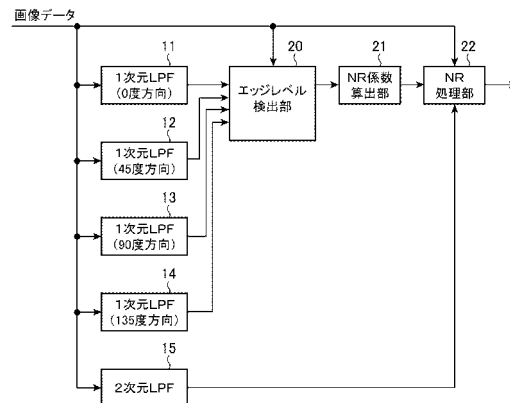 画像データ
11
20
21
22
1次元LPF
(0度方向)
エッジレベル
検出部
NR係数
算出部
NR
処理部
12
1次元LPF
(45度方向)
13
1次元LPF
(90度方向)
14
1次元LPF
(135度方向)
15
2次元LPF